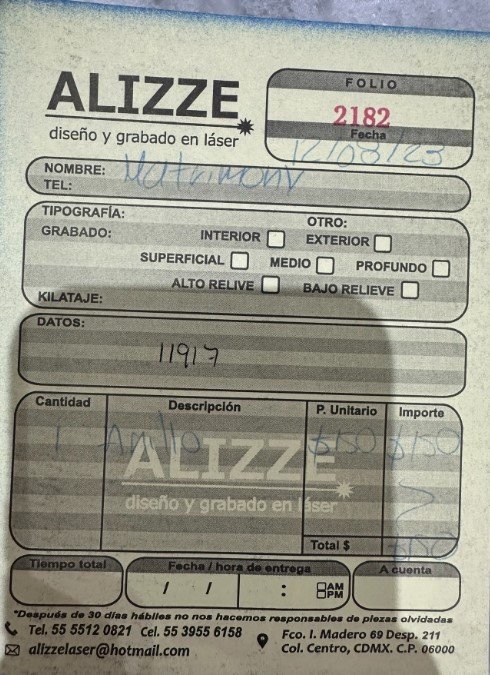 ALIZZE
diseño y grabado en láser
FOLIO
2182
Fecha
12/08/23
NOMBRE: Matrimony
TEL:
TIPOGRAFÍA:
OTRO:
GRABADO: INTERIOR EXTERIOR
SUPERFICIAL MEDIO PROFUNDO
ALTO RELIVE BAJO RELIEVE
KILATAJE:
DATOS:
11917
Cantidad Descripción P. Unitario Importe
1 Anillo $150 $150
ALIZZE
diseño y grabado en láser
Total $
Tiempo total Fecha / hora de entrega A cuenta
/ / : AM
PM
"Después de 30 días hábiles no nos hacemos responsables de piezas olvidadas
Tel. 55 5512 0821 Cel. 55 3955 6158
alizzelaser@hotmail.com
Fco. I. Madero 69 Desp. 211
Col. Centro, CDMX. C.P. 06000